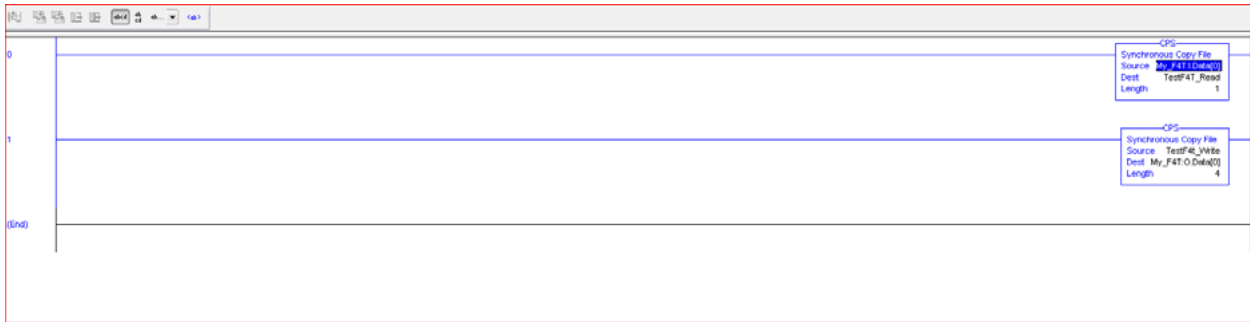 0
CPS
Synchronous Copy File
Source My_F4T:I.Data[0]
Dest TestF4T_Read
Length 1
1
CPS
Synchronous Copy File
Source TestF4t_Write
Dest My_F4T:O.Data[0]
Length 4
(End)